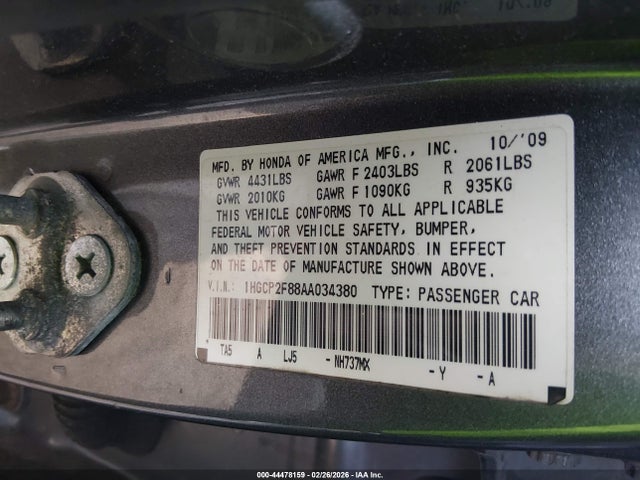 10/'09
MFD. BY HONDA OF AMERICA MFG., INC.
GVWR 4431LBS GAWR F 2403LBS R 2061LBS
GVWR 2010KG GAWR F 1090KG R 935KG
THIS VEHICLE CONFORMS TO ALL APPLICABLE
FEDERAL MOTOR VEHICLE SAFETY, BUMPER,
AND THEFT PREVENTION STANDARDS IN EFFECT
ON THE DATE OF MANUFACTURE SHOWN ABOVE.
V.I.N.: 1HGCP2F88AA034380 TYPE: PASSENGER CAR
TA5 A LJ5 - NH737MX - Y - A
000-44478159 - 02/26/2026 - IAA Inc.